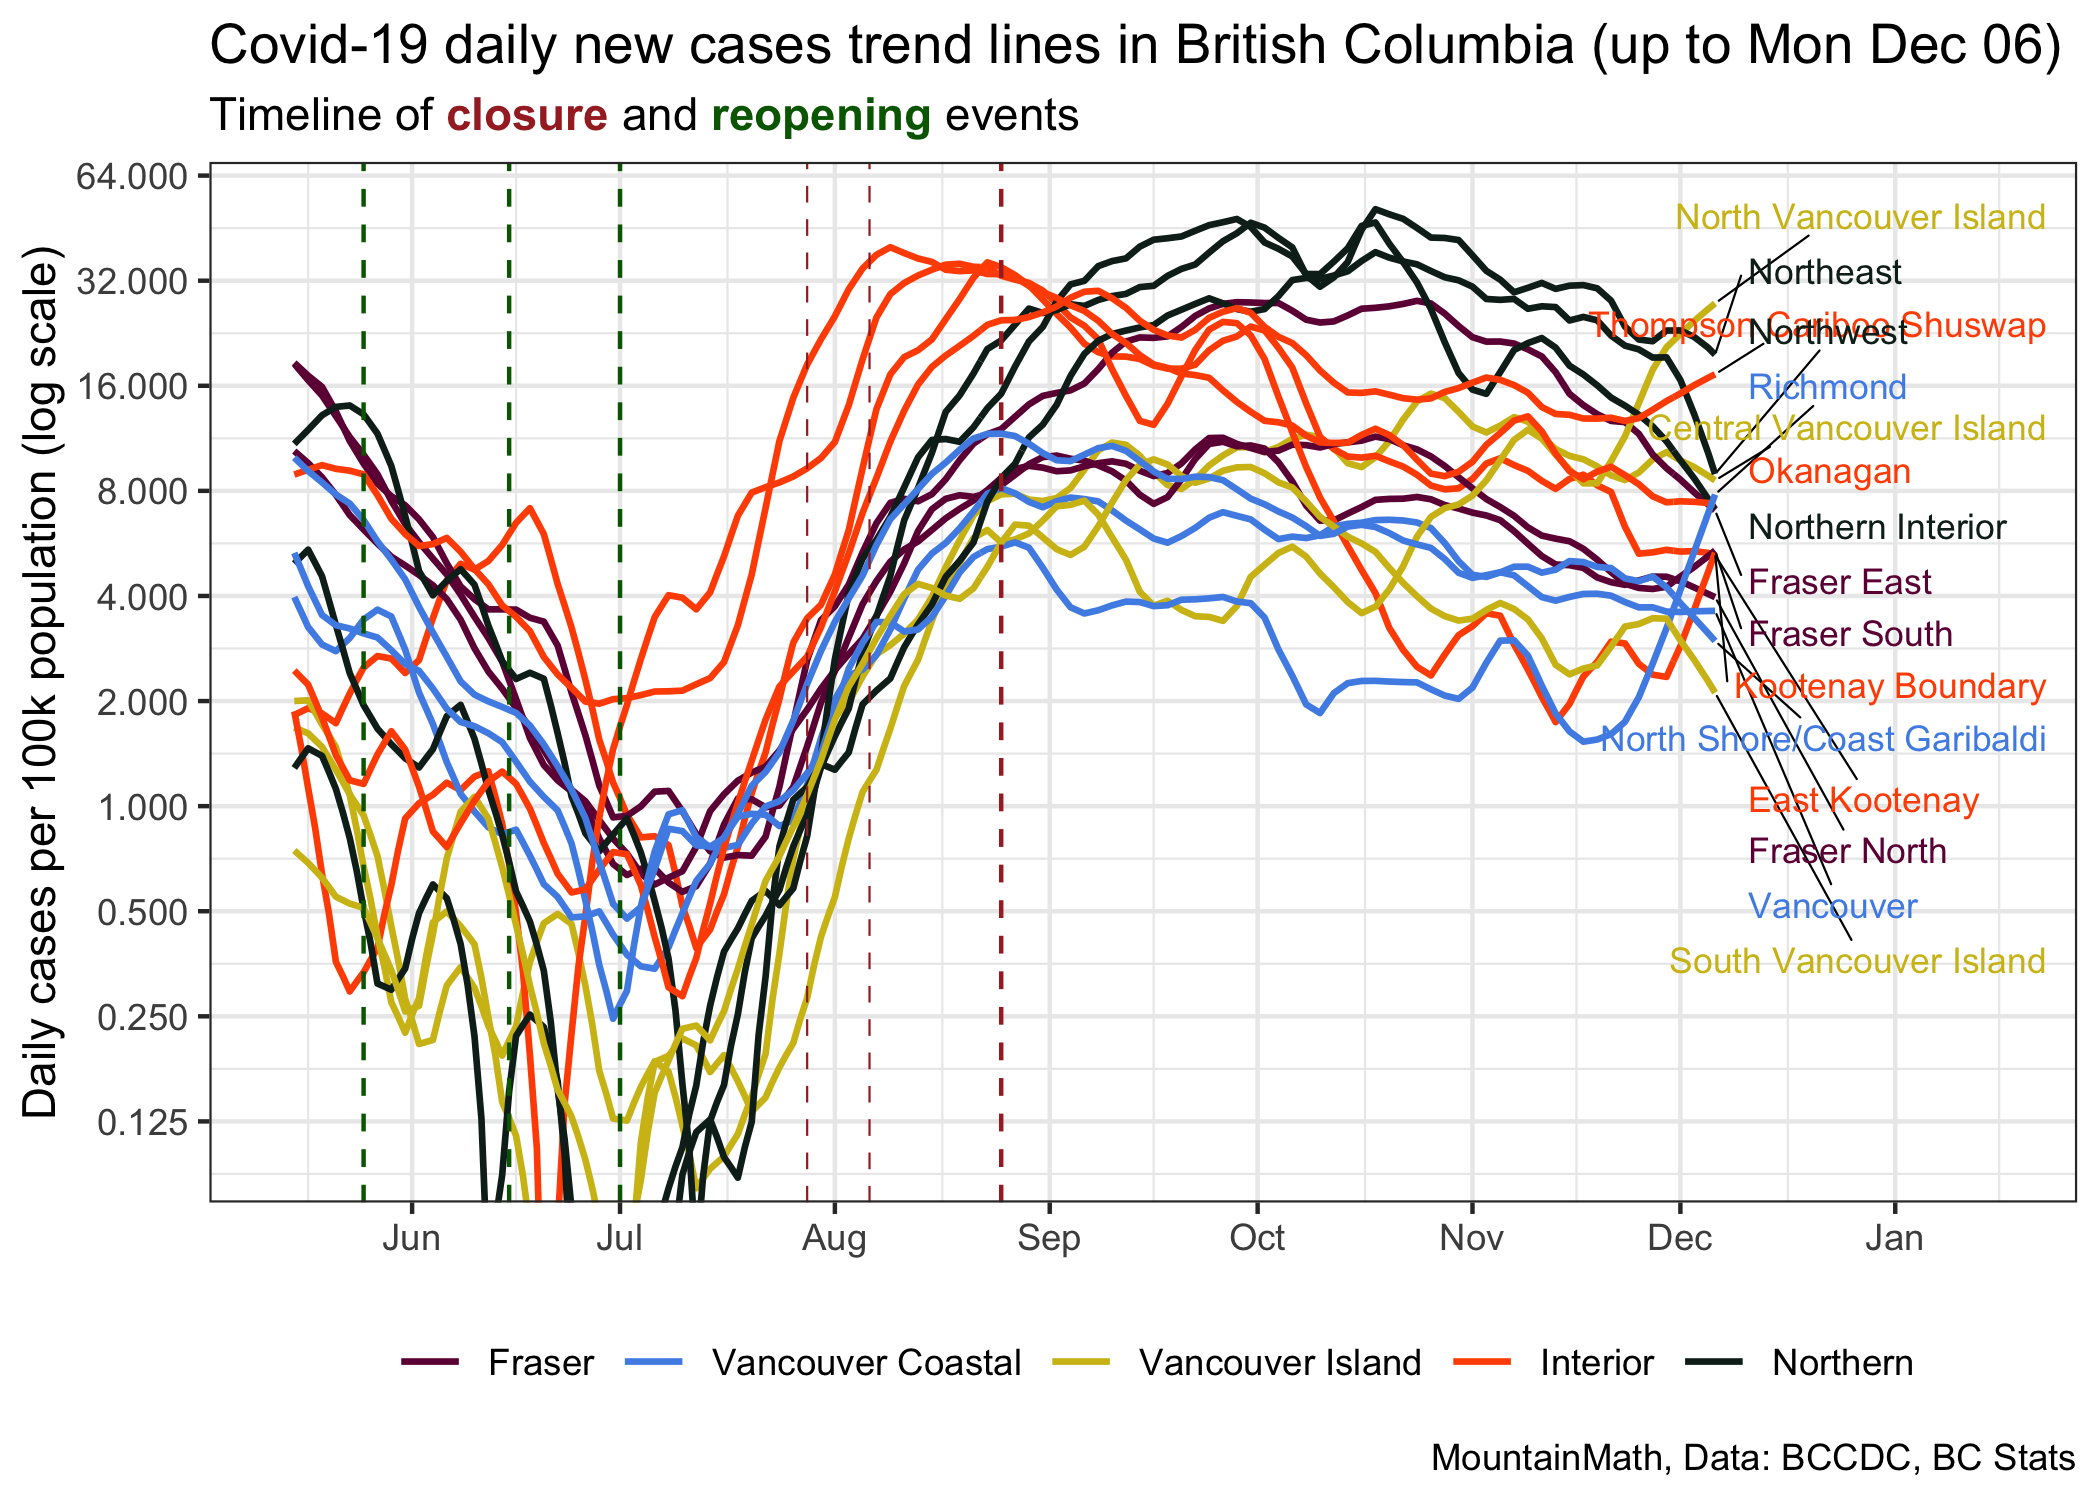 Covid-19 daily new cases trend lines in British Columbia (up to Mon Dec 06)
Timeline of closure and reopening events
Daily cases per 100k population (log scale)
64.000
32.000
16.000
8.000
4.000
2.000
1.000
0.500
0.250
0.125
North Vancouver Island
Northeast
Thompson Cariboo Shuswap
Northwest
Richmond
Central Vancouver Island
Okanagan
Northern Interior
Fraser East
Fraser South
Kootenay Boundary
North Shore/Coast Garibaldi
East Kootenay
Fraser North
Vancouver
South Vancouver Island
Jun Jul Aug Sep Oct Nov Dec Jan
Fraser Vancouver Coastal Vancouver Island Interior Northern
MountainMath, Data: BCCDC, BC Stats